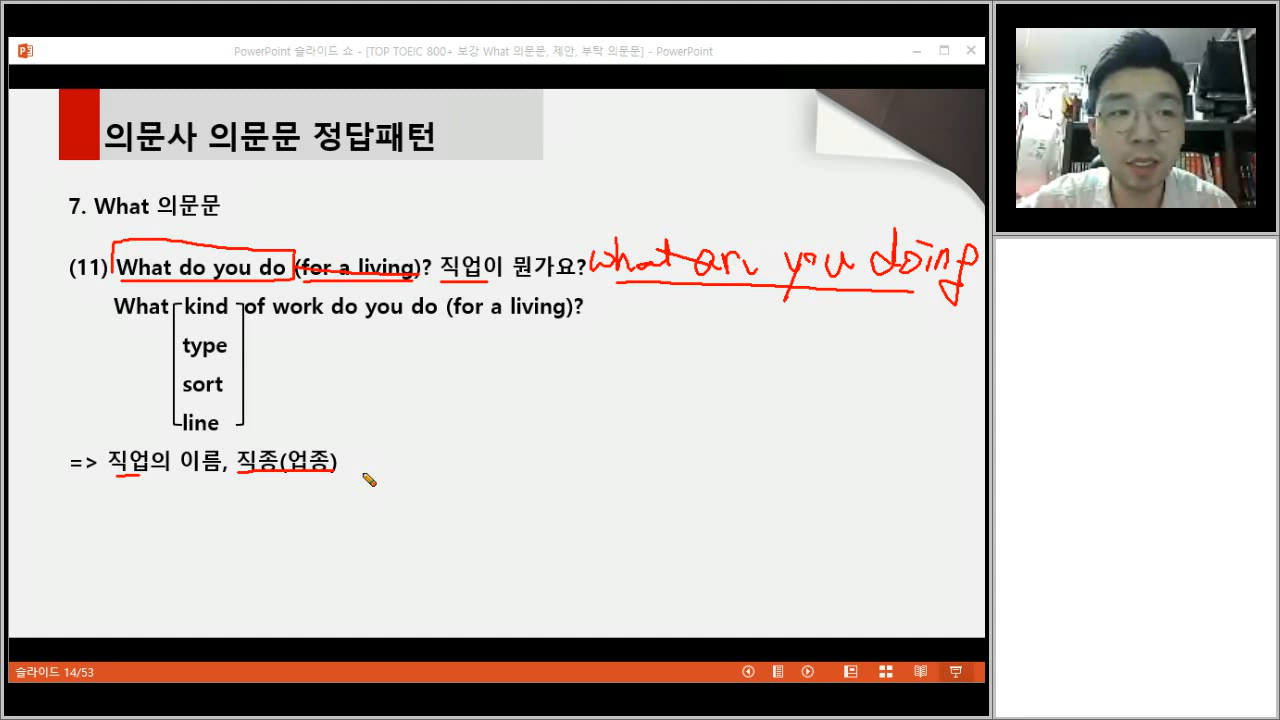 PowerPoint 슬라이드 쇼 - [TOP TOEIC 800+ 보강 What 의문문, 제안, 부탁 의문문] - PowerPoint
의문사 의문문 정답패턴
7. What 의문문
(11) What do you do (for a living)? 직업이 뭔가요? what are you doing
What kind of work do you do (for a living)?
type
sort
line
=> 직업의 이름, 직종(업종)
슬라이드 14/53